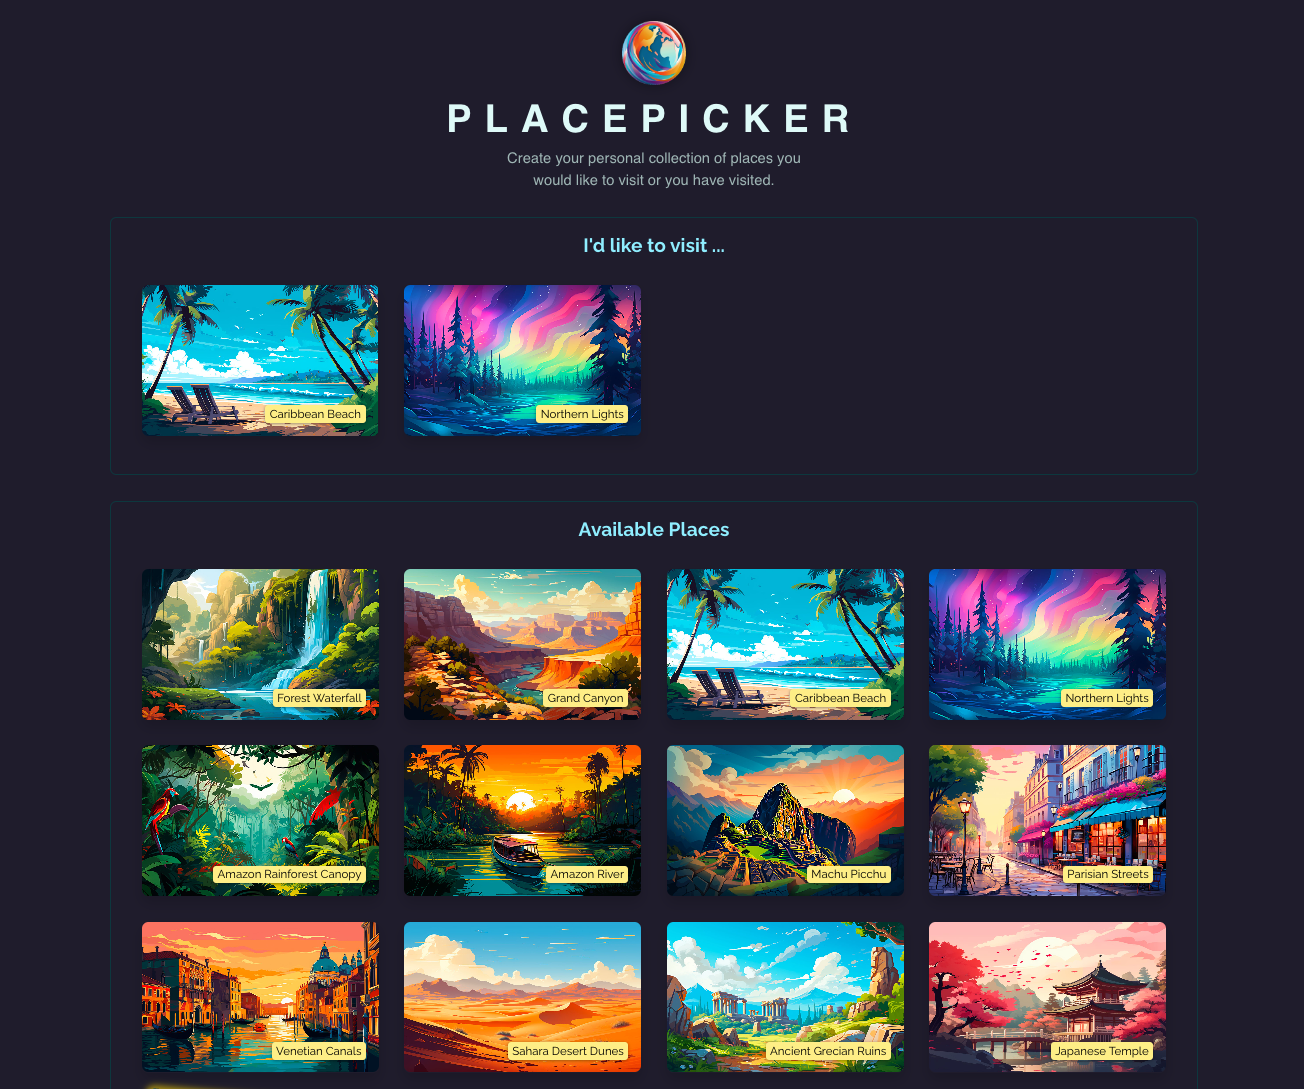 PLACEPICKER
Create your personal collection of places you
would like to visit or you have visited.
I'd like to visit ...
Caribbean Beach
Northern Lights
Available Places
Forest Waterfall
Grand Canyon
Caribbean Beach
Northern Lights
Amazon Rainforest Canopy
Amazon River
Machu Picchu
Parisian Streets
Venetian Canals
Sahara Desert Dunes
Ancient Grecian Ruins
Japanese Temple